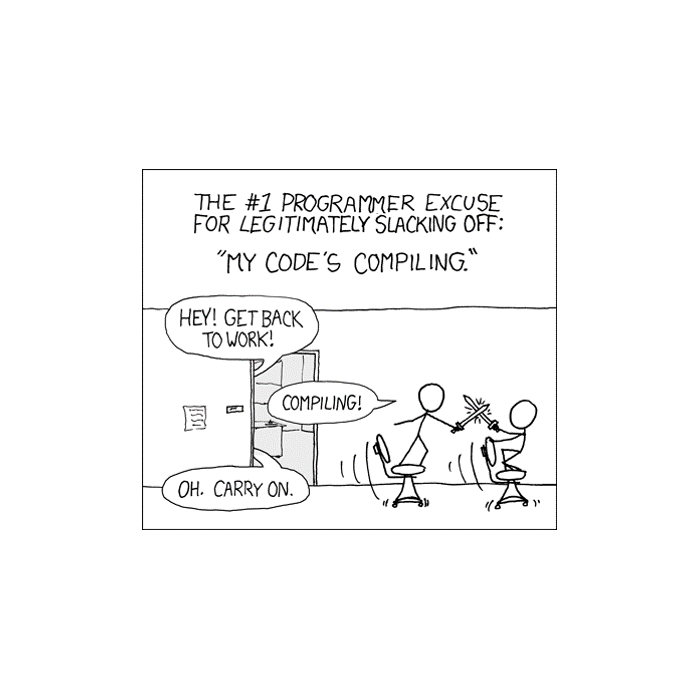 THE #1 PROGRAMMER EXCUSE
FOR LEGITIMATELY SLACKING OFF:
"MY CODE'S COMPILING."
HEY! GET BACK
TO WORK!
COMPILING!
OH. CARRY ON.